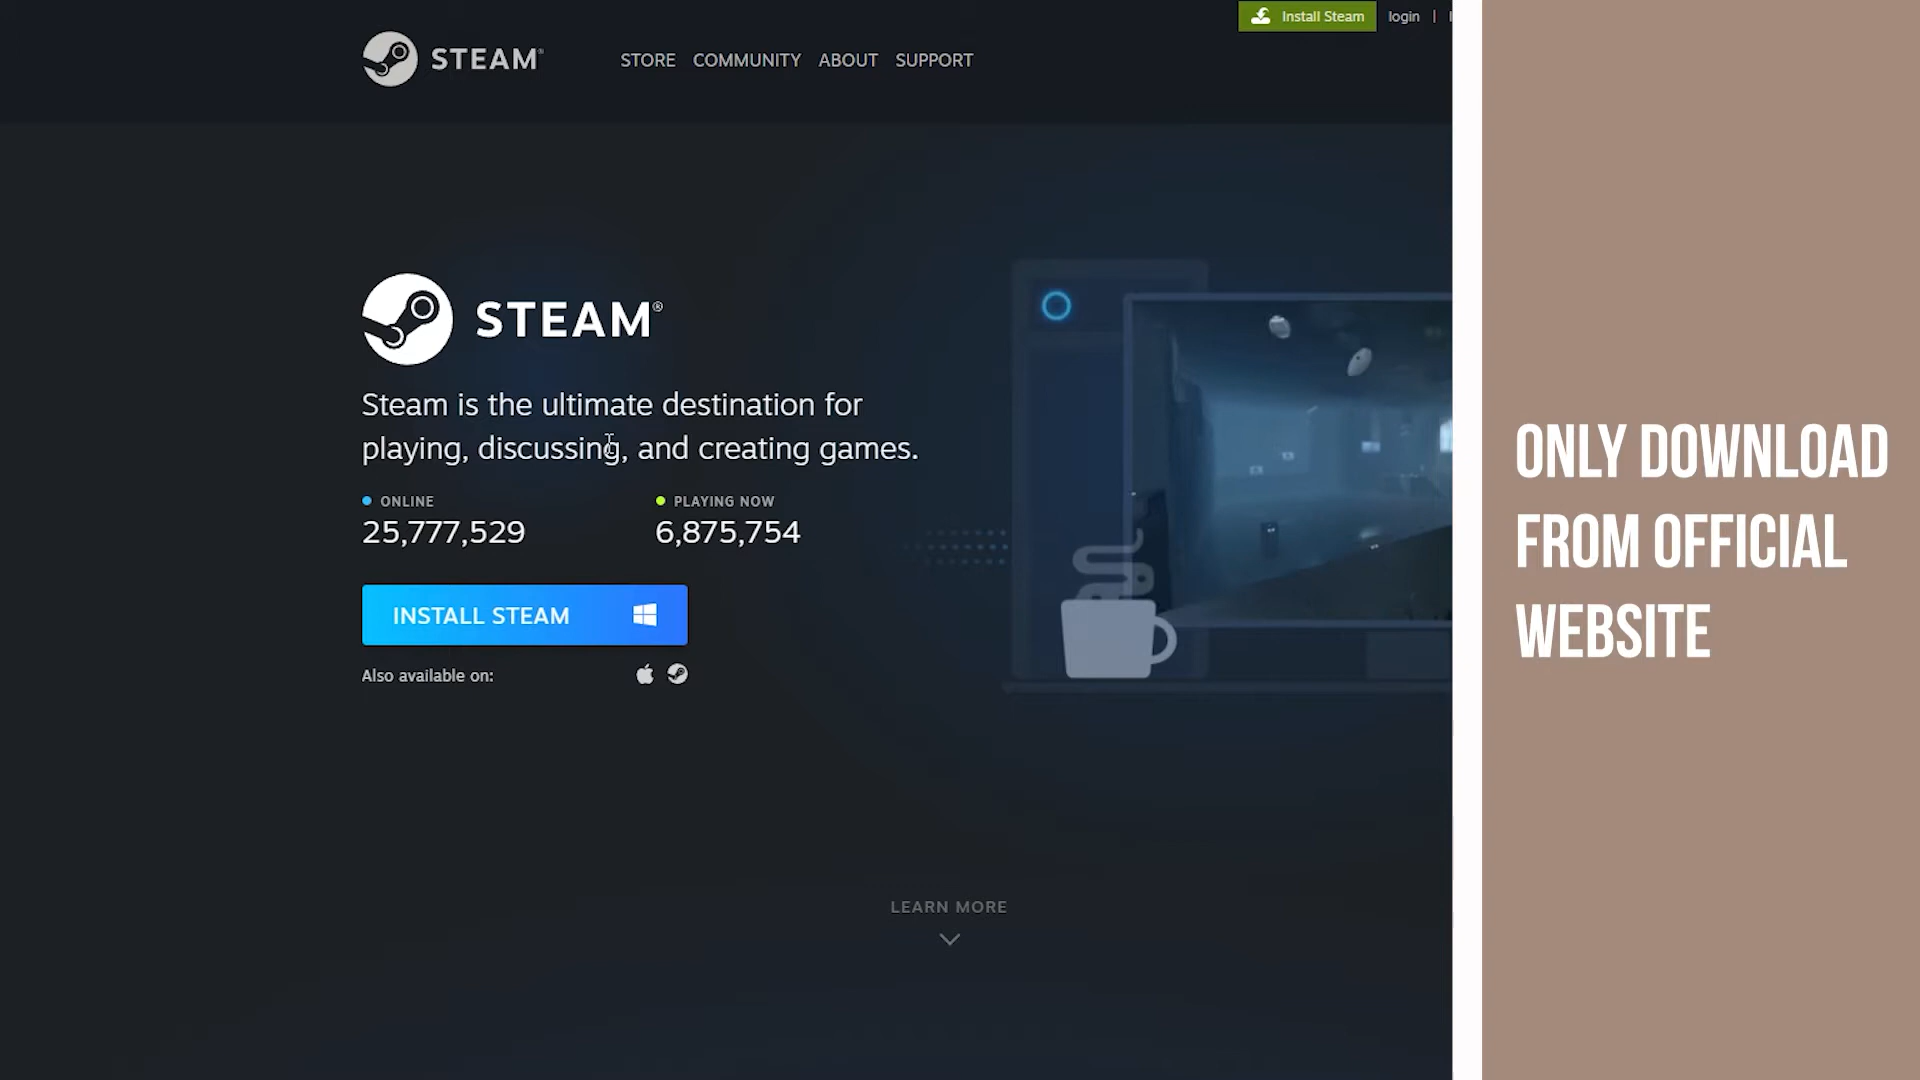 Install Steam
login |
STEAM®
STORE COMMUNITY ABOUT SUPPORT
STEAM®
Steam is the ultimate destination for
playing, discussing, and creating games.
ONLINE
25,777,529
PLAYING NOW
6,875,754
INSTALL STEAM
Also available on:
LEARN MORE
ONLY DOWNLOAD
FROM OFFICIAL
WEBSITE